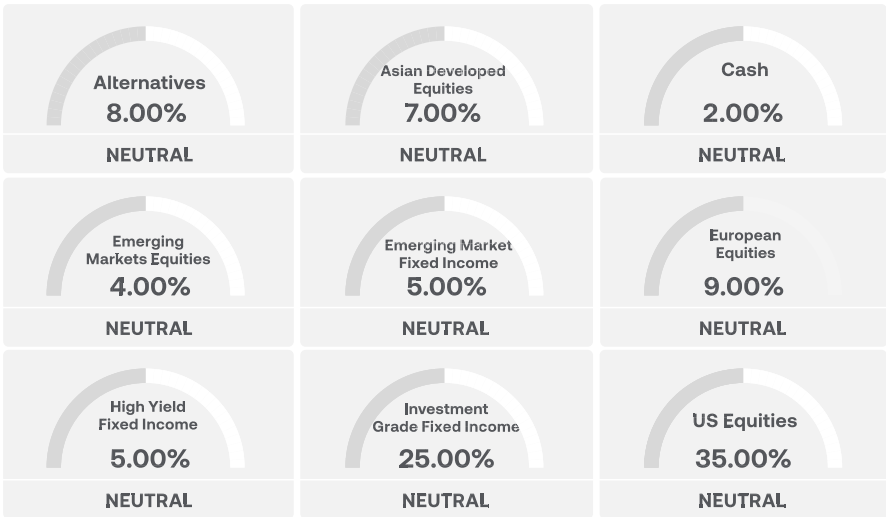 Alternatives
8.00%
NEUTRAL
Asian Developed
Equities
7.00%
NEUTRAL
Cash
2.00%
NEUTRAL
Emerging
Markets Equities
4.00%
NEUTRAL
Emerging Market
Fixed Income
5.00%
NEUTRAL
European
Equities
9.00%
NEUTRAL
High Yield
Fixed Income
5.00%
NEUTRAL
Investment
Grade Fixed Income
25.00%
NEUTRAL
US Equities
35.00%
NEUTRAL